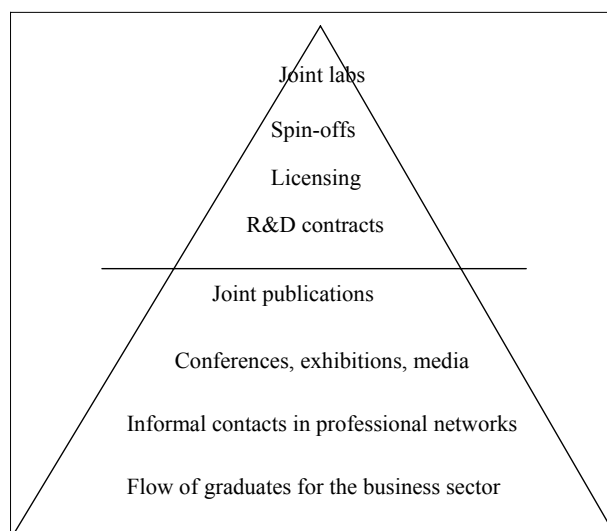 Joint labs
Spin-offs
Licensing
R&D contracts
Joint publications
Conferences, exhibitions, media
Informal contacts in professional networks
Flow of graduates for the business sector